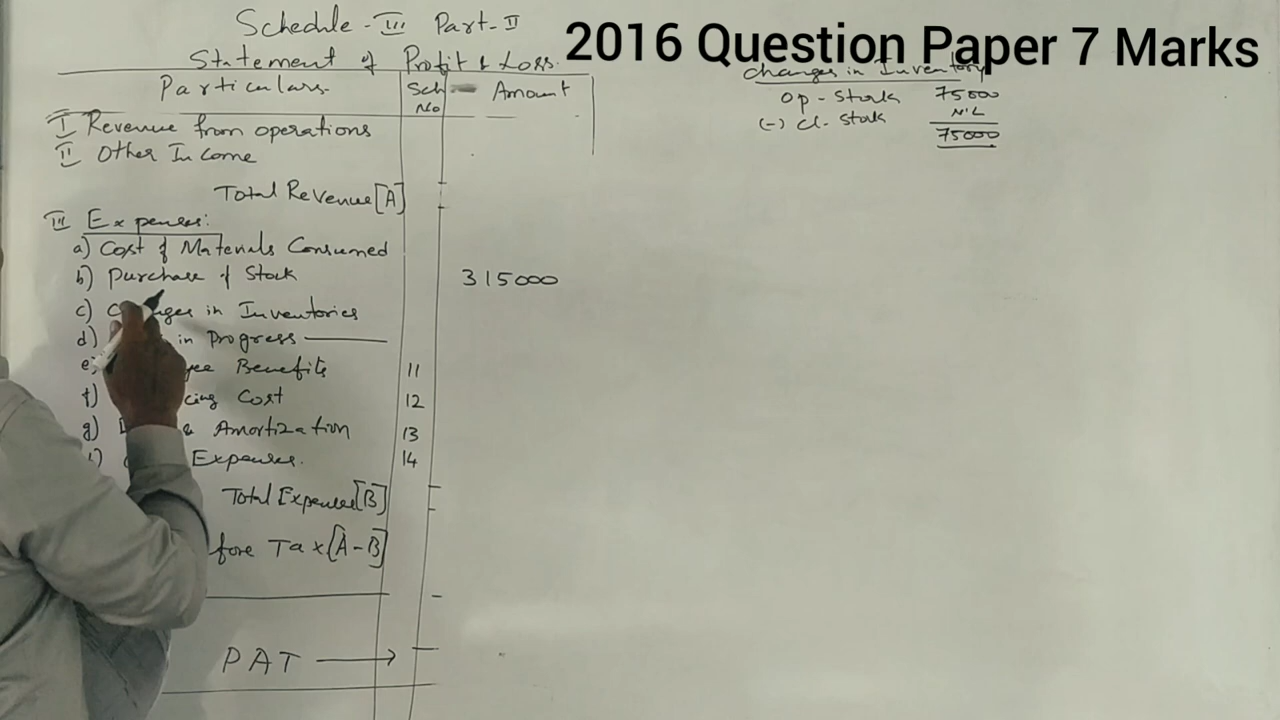 Schedule - III Part - II
Statement of Profit & Loss.
2016 Question Paper 7 Marks
Particulars. Sch No Amount
I Revenue from operations
II Other Income
Total Revenue [A]
III Expenses:
a) Cost of Materials Consumed
b) Purchase of Stock 315000
c) in Inventories
d) in Progress
e) Benefits 11
f) Cost 12
g) & Amortization 13
Expenses. 14
Total Expenses [B]
Tax [A-B]
PAT
Changes in Inventory
Op - Stock 75000
(-) Cl. Stock NIL
75000